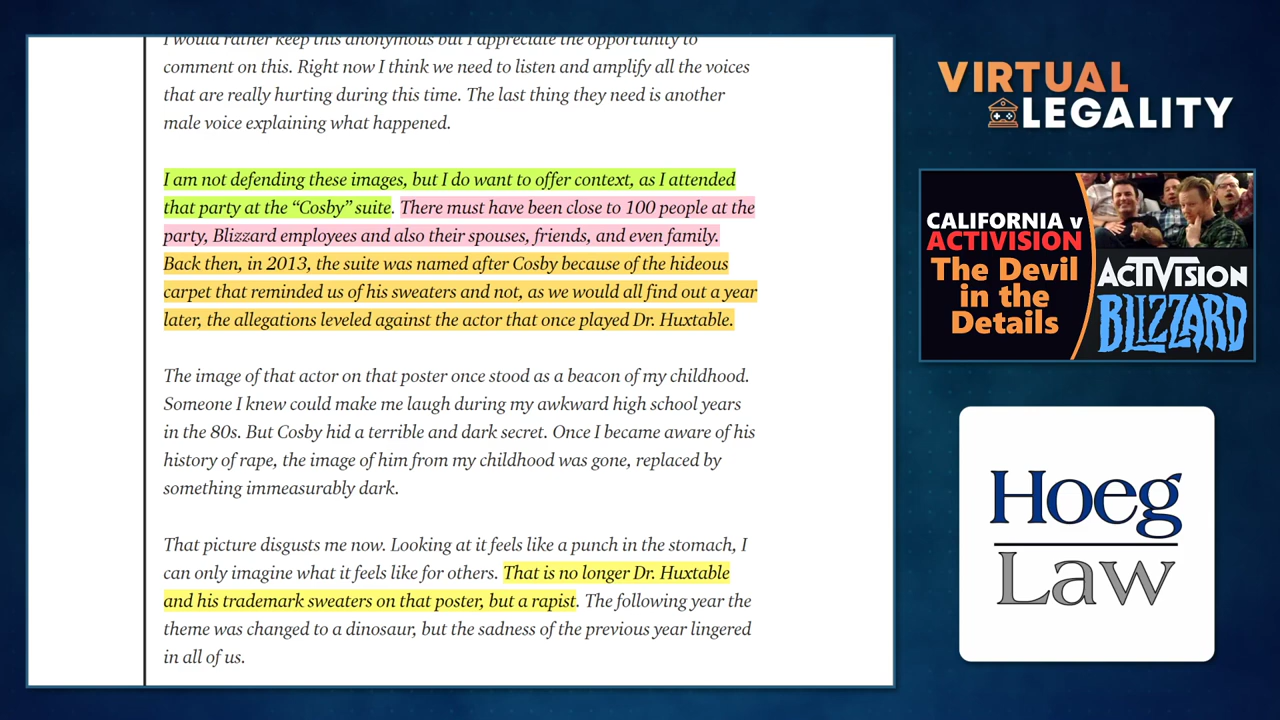 I would rather keep this anonymous but I appreciate the opportunity to
comment on this. Right now I think we need to listen and amplify all the voices
that are really hurting during this time. The last thing they need is another
male voice explaining what happened.
I am not defending these images, but I do want to offer context, as I attended
that party at the “Cosby” suite. There must have been close to 100 people at the
party, Blizzard employees and also their spouses, friends, and even family.
Back then, in 2013, the suite was named after Cosby because of the hideous
carpet that reminded us of his sweaters and not, as we would all find out a year
later, the allegations leveled against the actor that once played Dr. Huxtable.
The image of that actor on that poster once stood as a beacon of my childhood.
Someone I knew could make me laugh during my awkward high school years
in the 80s. But Cosby hid a terrible and dark secret. Once I became aware of his
history of rape, the image of him from my childhood was gone, replaced by
something immeasurably dark.
That picture disgusts me now. Looking at it feels like a punch in the stomach, I
can only imagine what it feels like for others. That is no longer Dr. Huxtable
and his trademark sweaters on that poster, but a rapist. The following year the
theme was changed to a dinosaur, but the sadness of the previous year lingered
in all of us.
VIRTUAL
LEGALITY
CALIFORNIA v
ACTIVISION
The Devil
in the
Details
ACTIVISION
BLIZZARD
Hoeg
Law